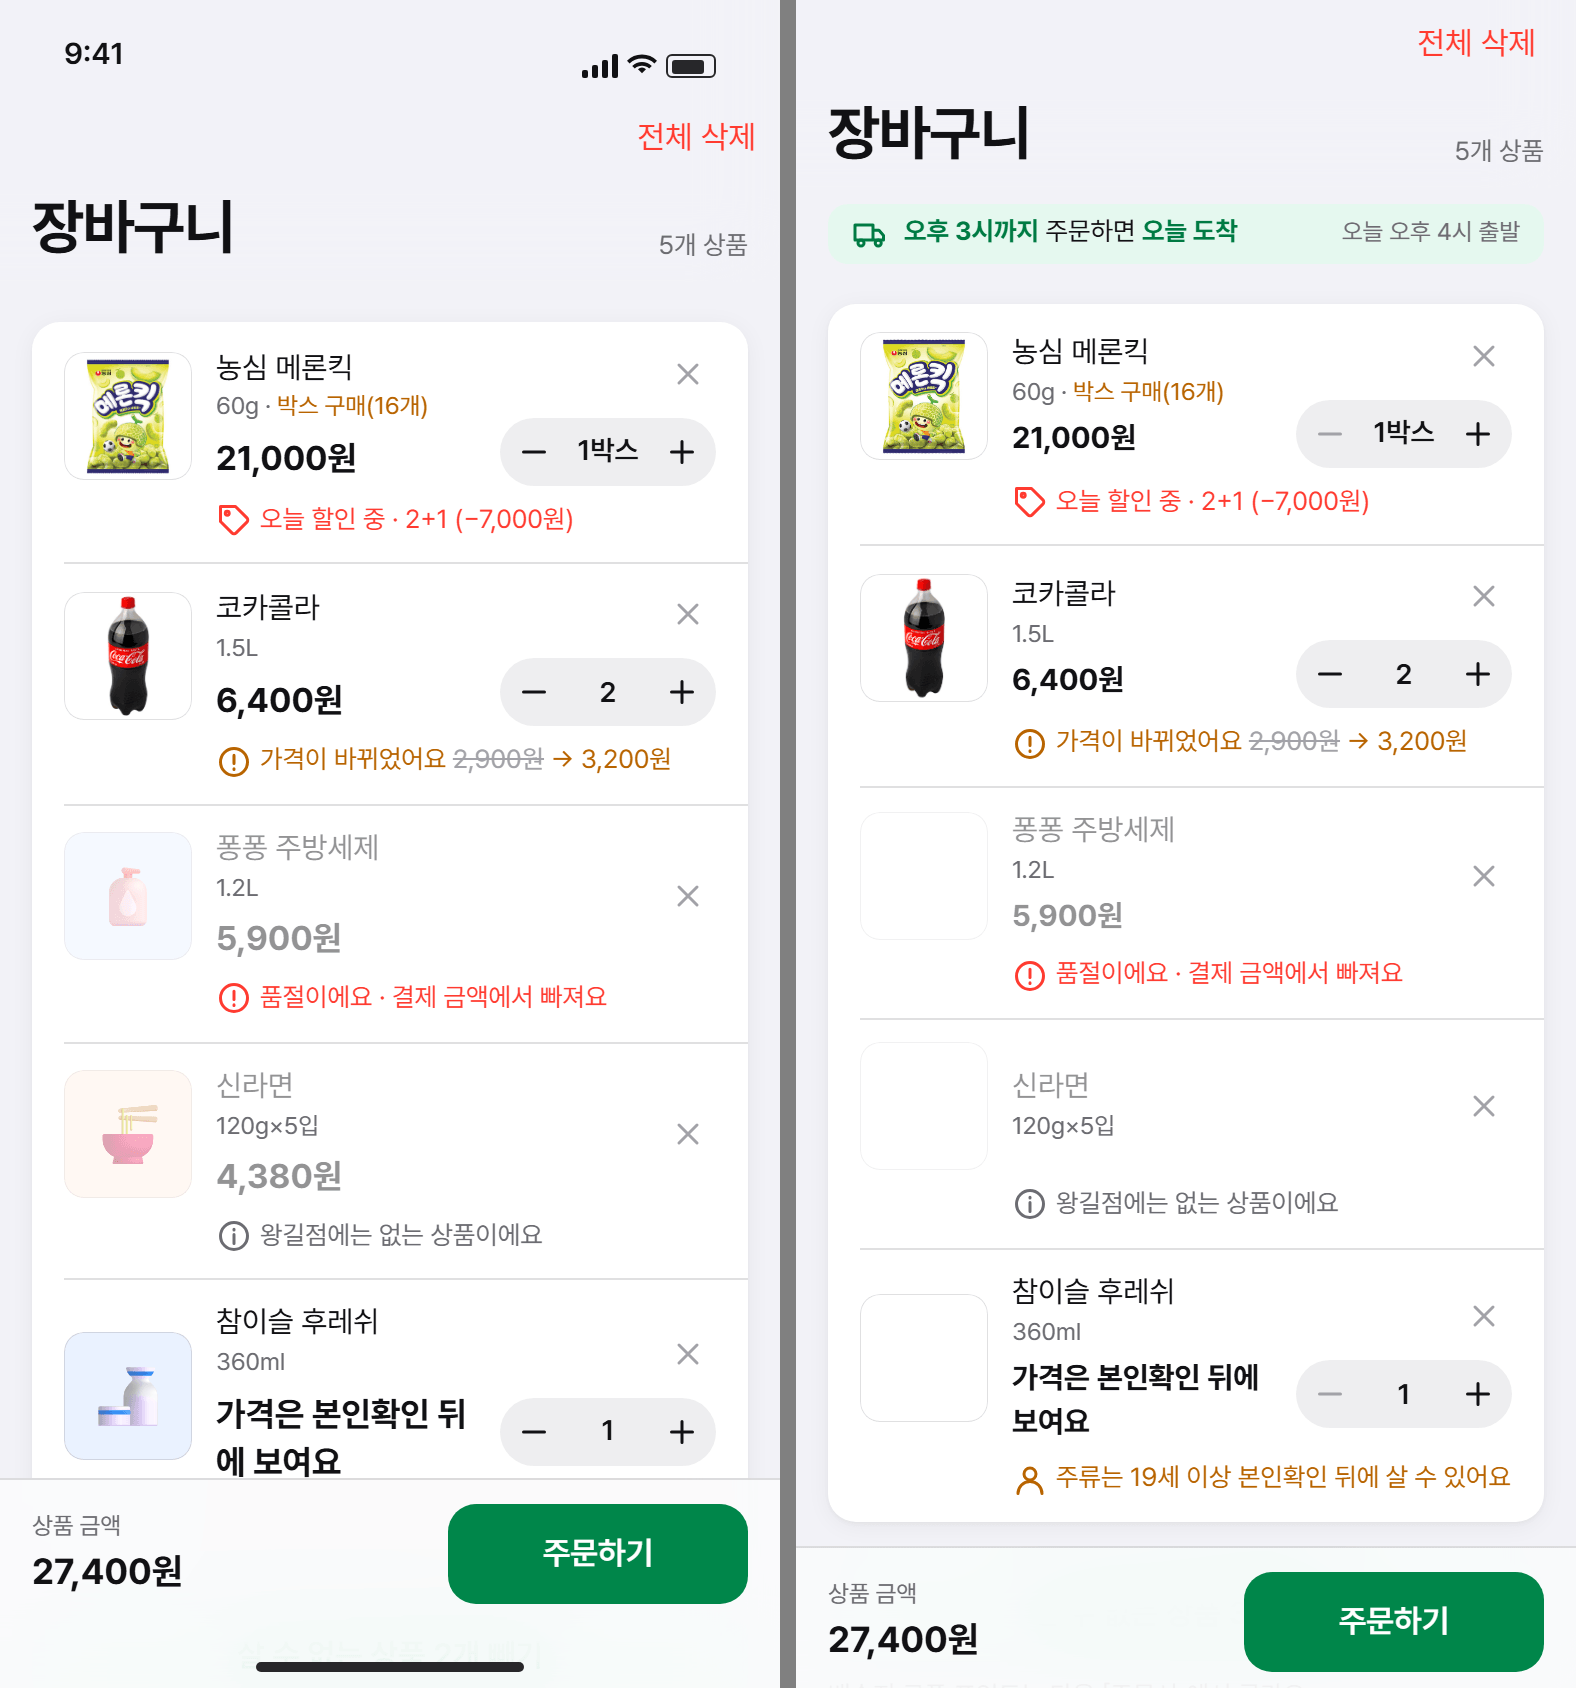 9:41
전체 삭제
장바구니
5개 상품
메론킥
농심 메론킥
60g · 박스 구매(16개)
21,000원
1박스
오늘 할인 중 · 2+1 (−7,000원)
Coca-Cola
코카콜라
1.5L
6,400원
2
가격이 바뀌었어요 2,900원 → 3,200원
퐁퐁 주방세제
1.2L
5,900원
품절이에요 · 결제 금액에서 빠져요
신라면
120g×5입
4,380원
왕길점에는 없는 상품이에요
참이슬 후레쉬
360ml
가격은 본인확인 뒤
에 보여요
1
상품 금액
27,400원
주문하기
전체 삭제
장바구니
5개 상품
오후 3시까지 주문하면 오늘 도착
오늘 오후 4시 출발
메론킥
농심 메론킥
60g · 박스 구매(16개)
21,000원
1박스
오늘 할인 중 · 2+1 (−7,000원)
Coca-Cola
코카콜라
1.5L
6,400원
2
가격이 바뀌었어요 2,900원 → 3,200원
퐁퐁 주방세제
1.2L
5,900원
품절이에요 · 결제 금액에서 빠져요
신라면
120g×5입
왕길점에는 없는 상품이에요
참이슬 후레쉬
360ml
가격은 본인확인 뒤에
보여요
1
주류는 19세 이상 본인확인 뒤에 살 수 있어요
상품 금액
27,400원
주문하기